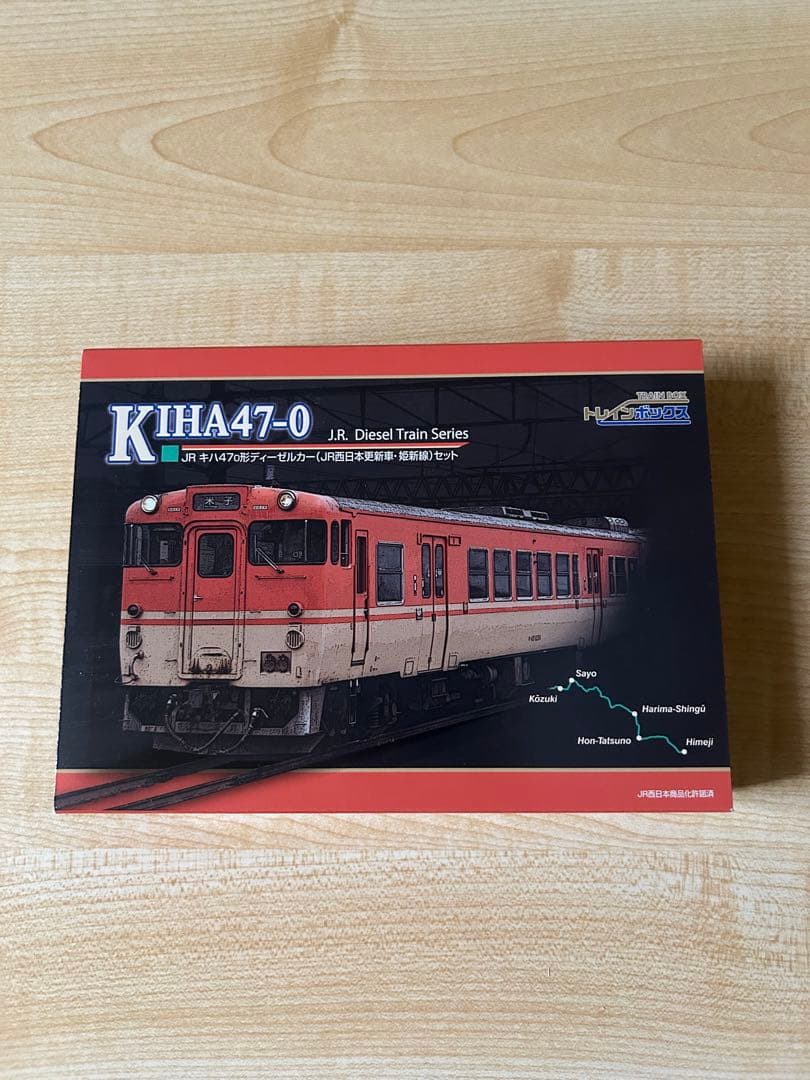 KIHA47-0
J.R. Diesel Train Series
TRAIN BOX
トレインボックス
JR キハ47 0形ディーゼルカー(JR西日本更新車・姫新線)セット
米子
Sayo
Kōzuki
Harima-Shingū
Hon-Tatsuno
Himeji
JR西日本商品化許諾済